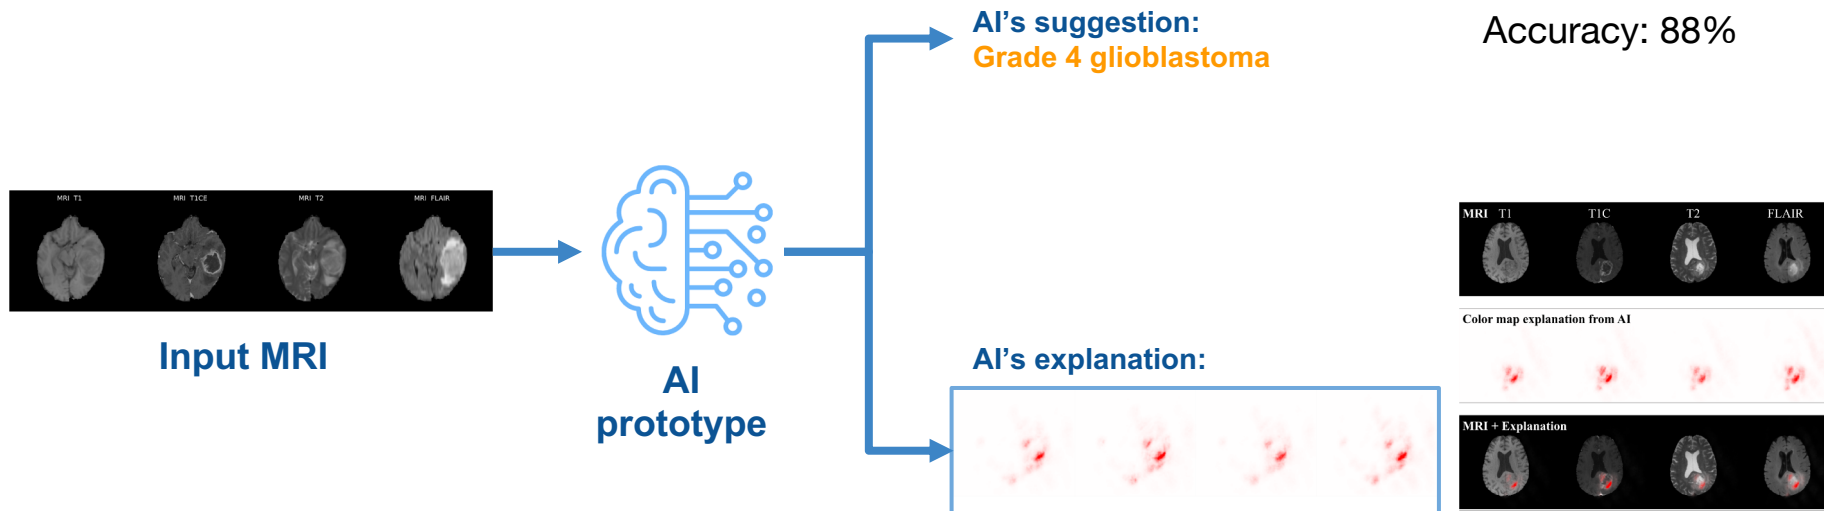 AI's suggestion:
Grade 4 glioblastoma
Accuracy: 88%
MRI T1
MRI T1CE
MRI T2
MRI FLAIR
Input MRI
AI
prototype
AI's explanation:
MRI T1 T1C T2 FLAIR
Color map explanation from AI
MRI + Explanation